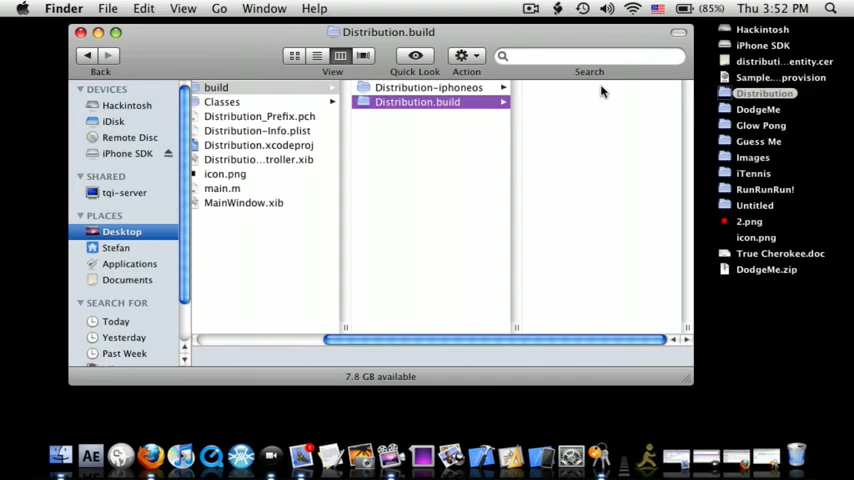 Finder File Edit View Go Window Help (85%) Thu 3:52 PM
Distribution.build
Back View Quick Look Action Search
DEVICES
Hackintosh
iDisk
Remote Disc
iPhone SDK
SHARED
tqi-server
PLACES
Desktop
Stefan
Applications
Documents
SEARCH FOR
Today
Yesterday
Past Week
build
Classes
Distribution_Prefix.pch
Distribution-Info.plist
Distribution.xcodeproj
Distributio...troller.xib
icon.png
main.m
MainWindow.xib
Distribution-iphoneos
Distribution.build
7.8 GB available
Hackintosh
iPhone SDK
distributi...entity.cer
Sample....provision
Distribution
DodgeMe
Glow Pong
Guess Me
Images
iTennis
RunRunRun!
Untitled
2.png
icon.png
True Cherokee.doc
DodgeMe.zip
AE